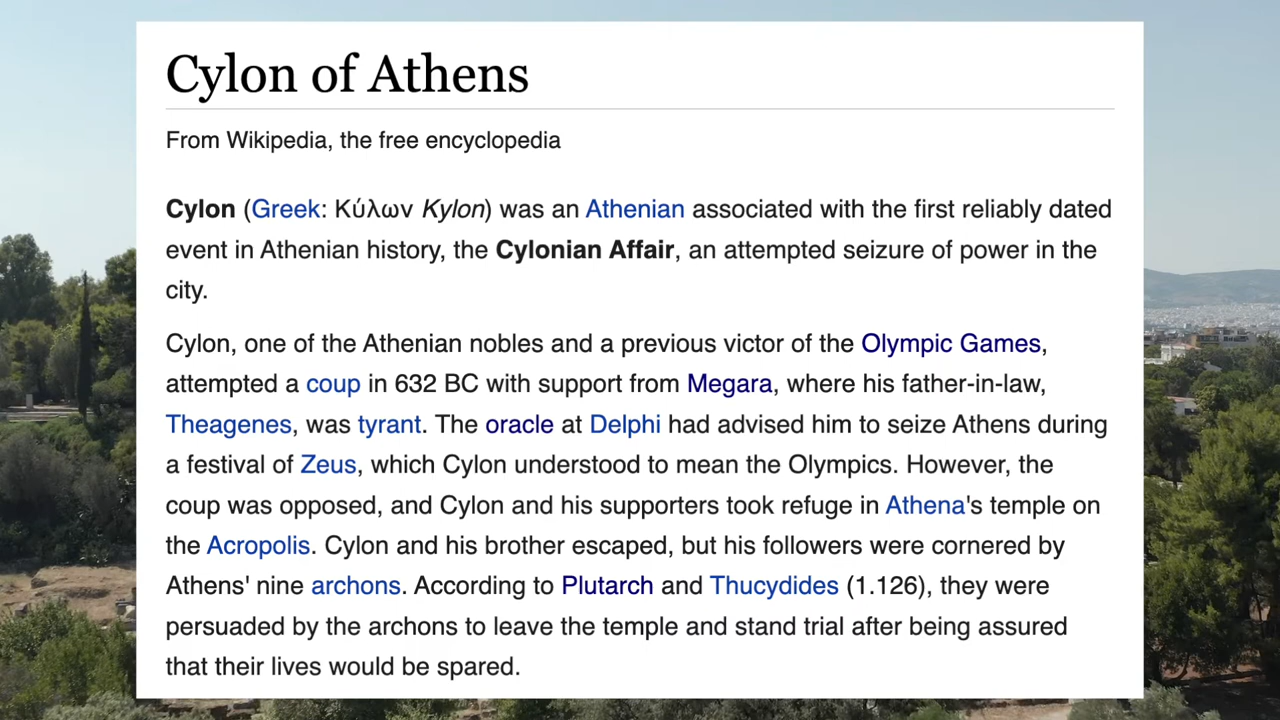 Cylon of Athens
From Wikipedia, the free encyclopedia
Cylon (Greek: Κύλων Kylon) was an Athenian associated with the first reliably dated
event in Athenian history, the Cylonian Affair, an attempted seizure of power in the
city.
Cylon, one of the Athenian nobles and a previous victor of the Olympic Games,
attempted a coup in 632 BC with support from Megara, where his father-in-law,
Theagenes, was tyrant. The oracle at Delphi had advised him to seize Athens during
a festival of Zeus, which Cylon understood to mean the Olympics. However, the
coup was opposed, and Cylon and his supporters took refuge in Athena's temple on
the Acropolis. Cylon and his brother escaped, but his followers were cornered by
Athens' nine archons. According to Plutarch and Thucydides (1.126), they were
persuaded by the archons to leave the temple and stand trial after being assured
that their lives would be spared.